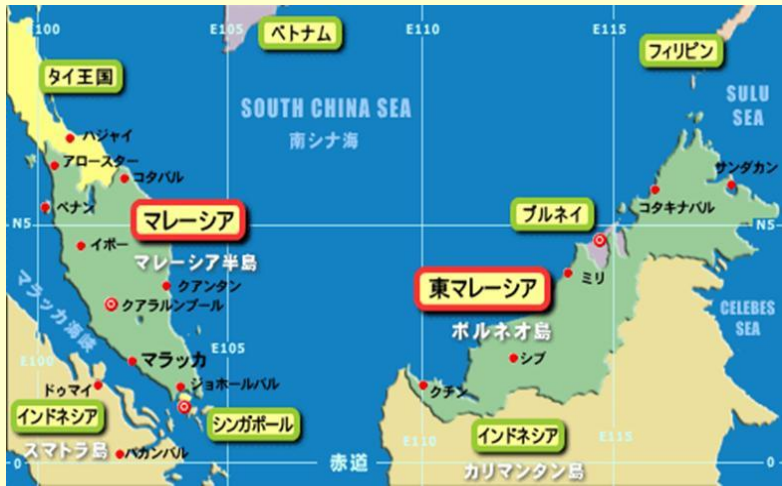 E100
E105
E110
E115
ベトナム
フィリピン
タイ王国
SOUTH CHINA SEA
南シナ海
SULU
SEA
ハジャイ
アロースター
コタバル
サンダカン
ペナン
マレーシア
ブルネイ
コタキナバル
N5
N5
イポー
マレーシア半島
クアンタン
東マレーシア
ミリ
クアラルンプール
マラッカ海峡
CELEBES
SEA
ボルネオ島
E100
マラッカ
E105
シブ
ドゥマイ
ジョホールバル
クチン
インドネシア
シンガポール
インドネシア
E110
E115
スマトラ島
パカンバル
赤道
カリマンタン島
0
0